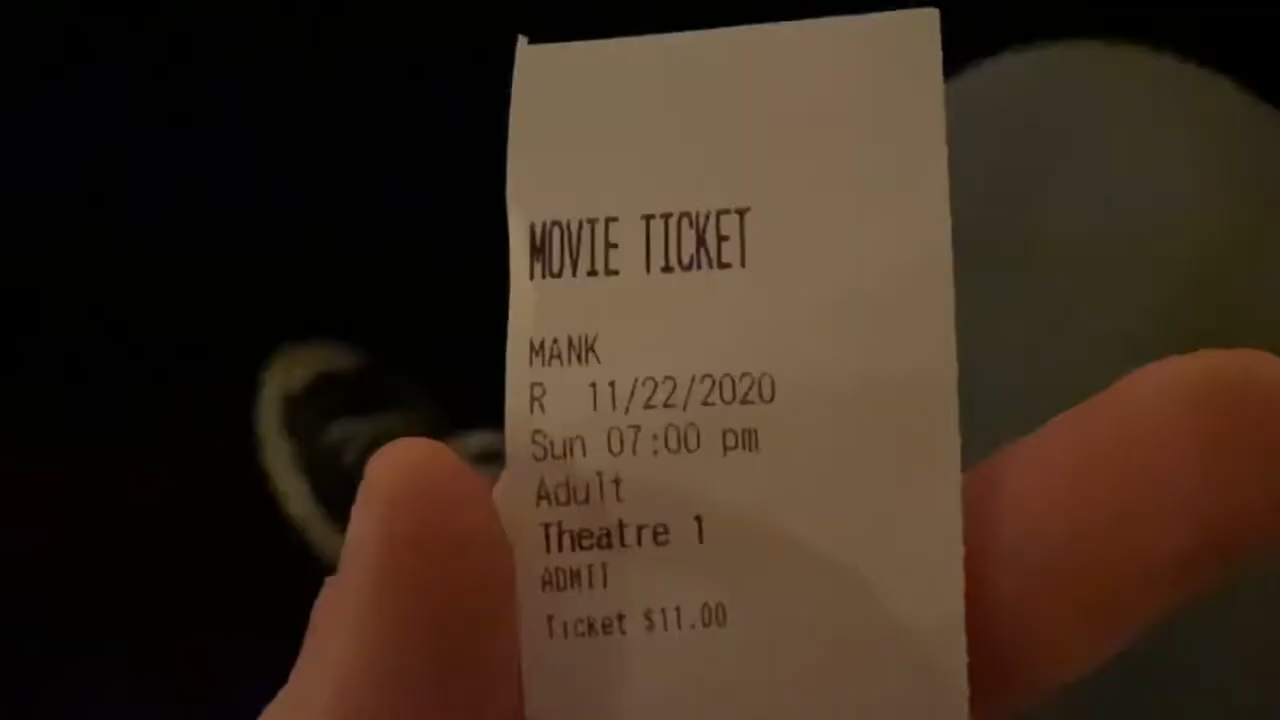 MOVIE TICKET
MANK
R 11/22/2020
Sun 07:00 pm
Adult
Theatre 1
ADMIT
Ticket $11.00